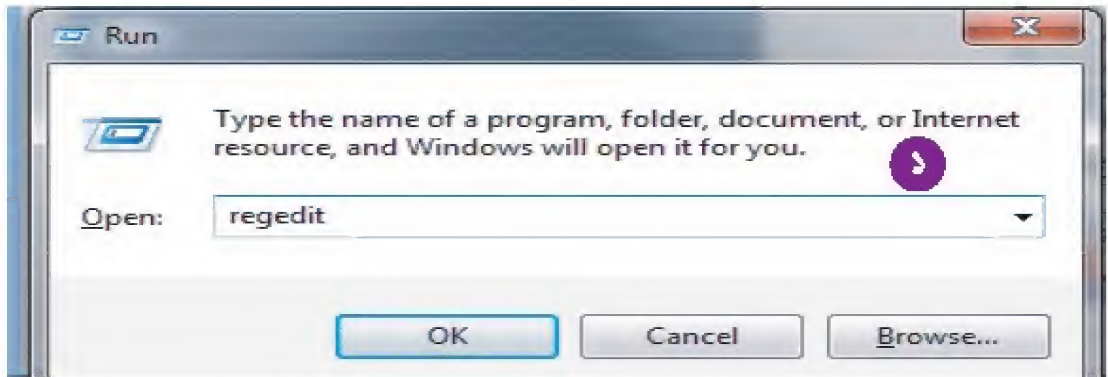 Run
Type the name of a program, folder, document, or Internet
resource, and Windows will open it for you.
১
Open: regedit
OK Cancel Browse...